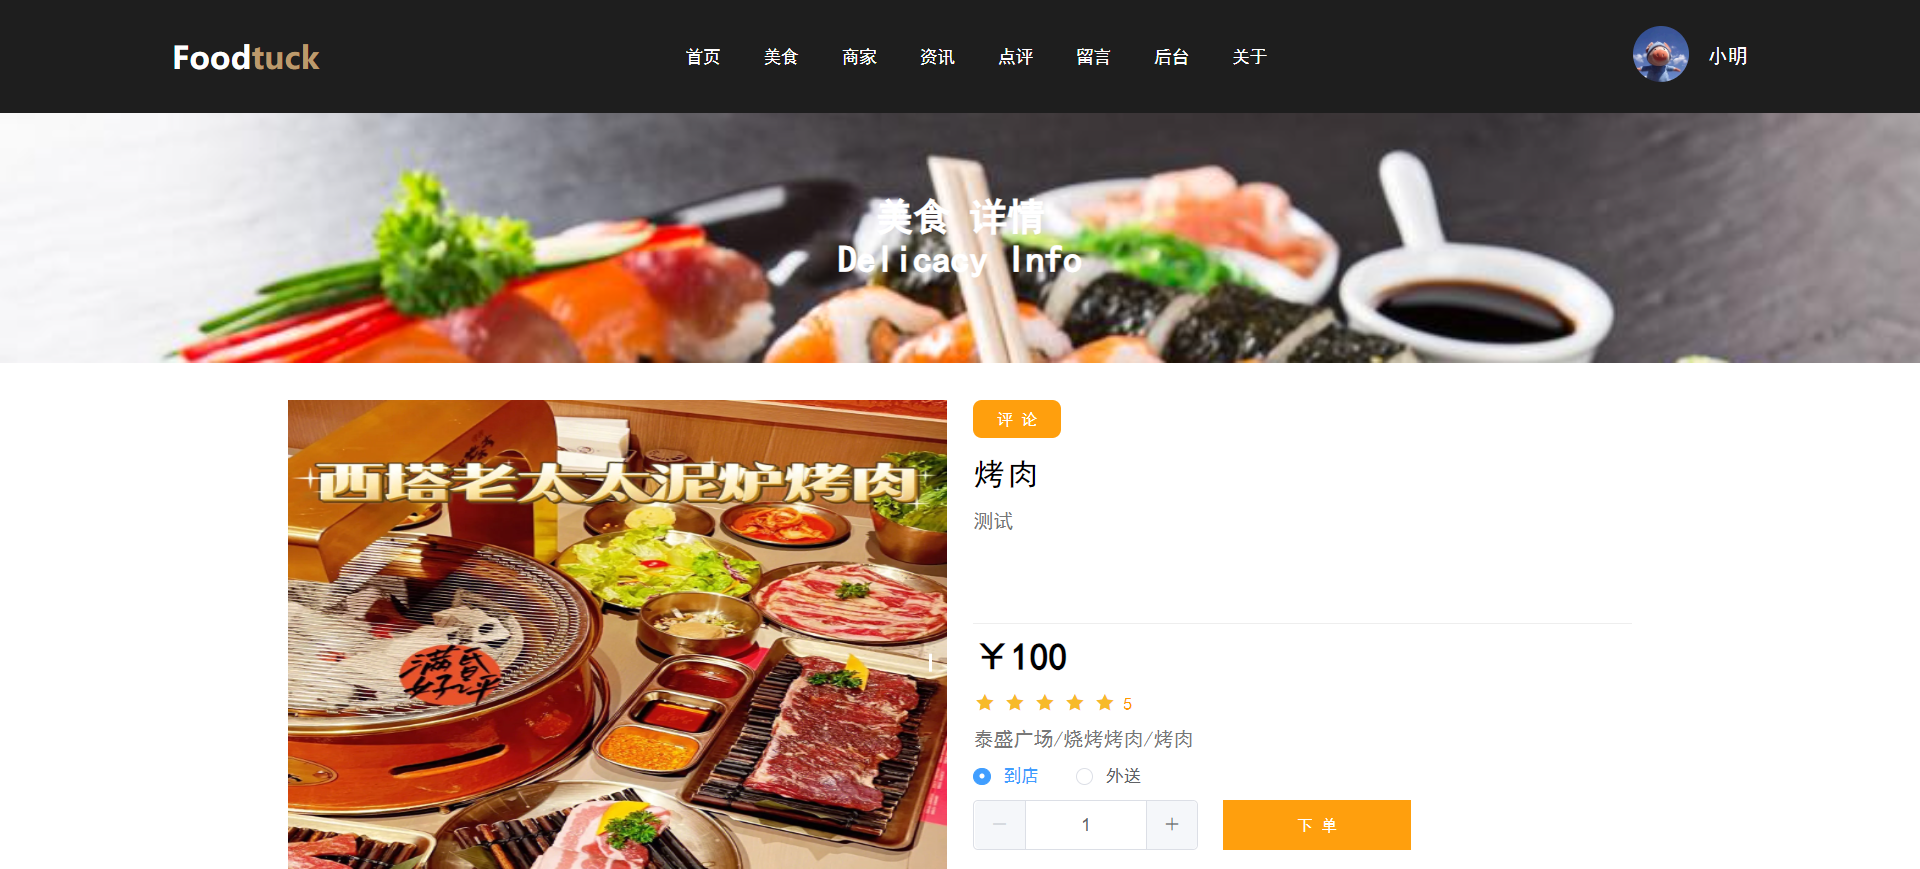 Foodtuck
首页 美食 商家 资讯 点评 留言 后台 关于
小明
美食 详情
Delicacy Info
西塔老太太泥炉烤肉
评 论
烤肉
测试
满昏
好评
¥100
5
泰盛广场/烧烤烤肉/烤肉
到店 外送
1
下 单